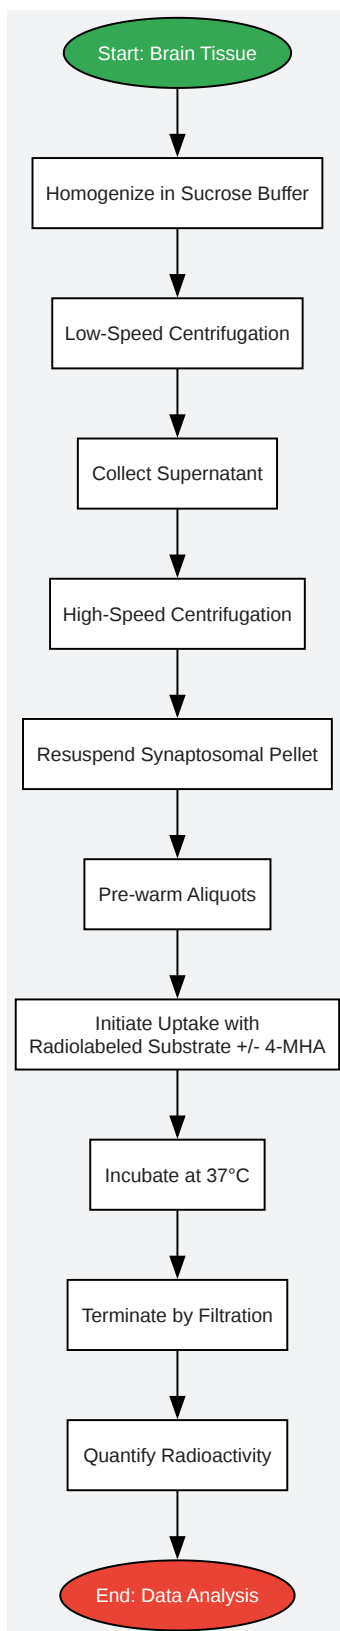 Start: Brain Tissue
Homogenize in Sucrose Buffer
Low-Speed Centrifugation
Collect Supernatant
High-Speed Centrifugation
Resuspend Synaptosomal Pellet
Pre-warm Aliquots
Initiate Uptake with
Radiolabeled Substrate +/- 4-MHA
Incubate at 37°C
Terminate by Filtration
Quantify Radioactivity
End: Data Analysis